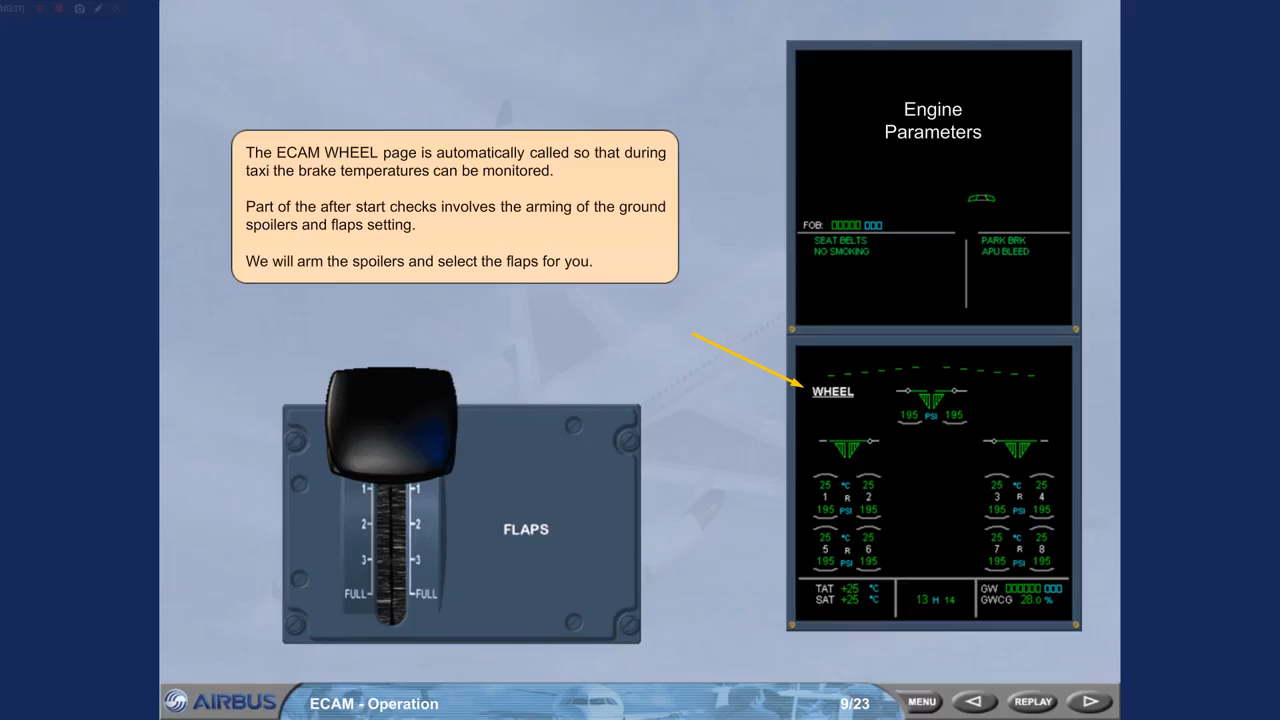 The ECAM WHEEL page is automatically called so that during
taxi the brake temperatures can be monitored.
Part of the after start checks involves the arming of the ground
spoilers and flaps setting.
We will arm the spoilers and select the flaps for you.
Engine
Parameters
FOB:
SEAT BELTS
NO SMOKING
PARK BRK
APU BLEED
WHEEL
195 PSI 195
25 °C 25
1 R 2
195 PSI 195
25 °C 25
3 R 4
195 PSI 195
25 °C 25
5 R 6
195 PSI 195
25 °C 25
7 R 8
195 PSI 195
TAT +25 °C
SAT +25 °C
13 H 14
GW
GWCG 28.0 %
1 1
2 2
3 3
FULL FULL
FLAPS
AIRBUS
ECAM - Operation
9/23
MENU
REPLAY